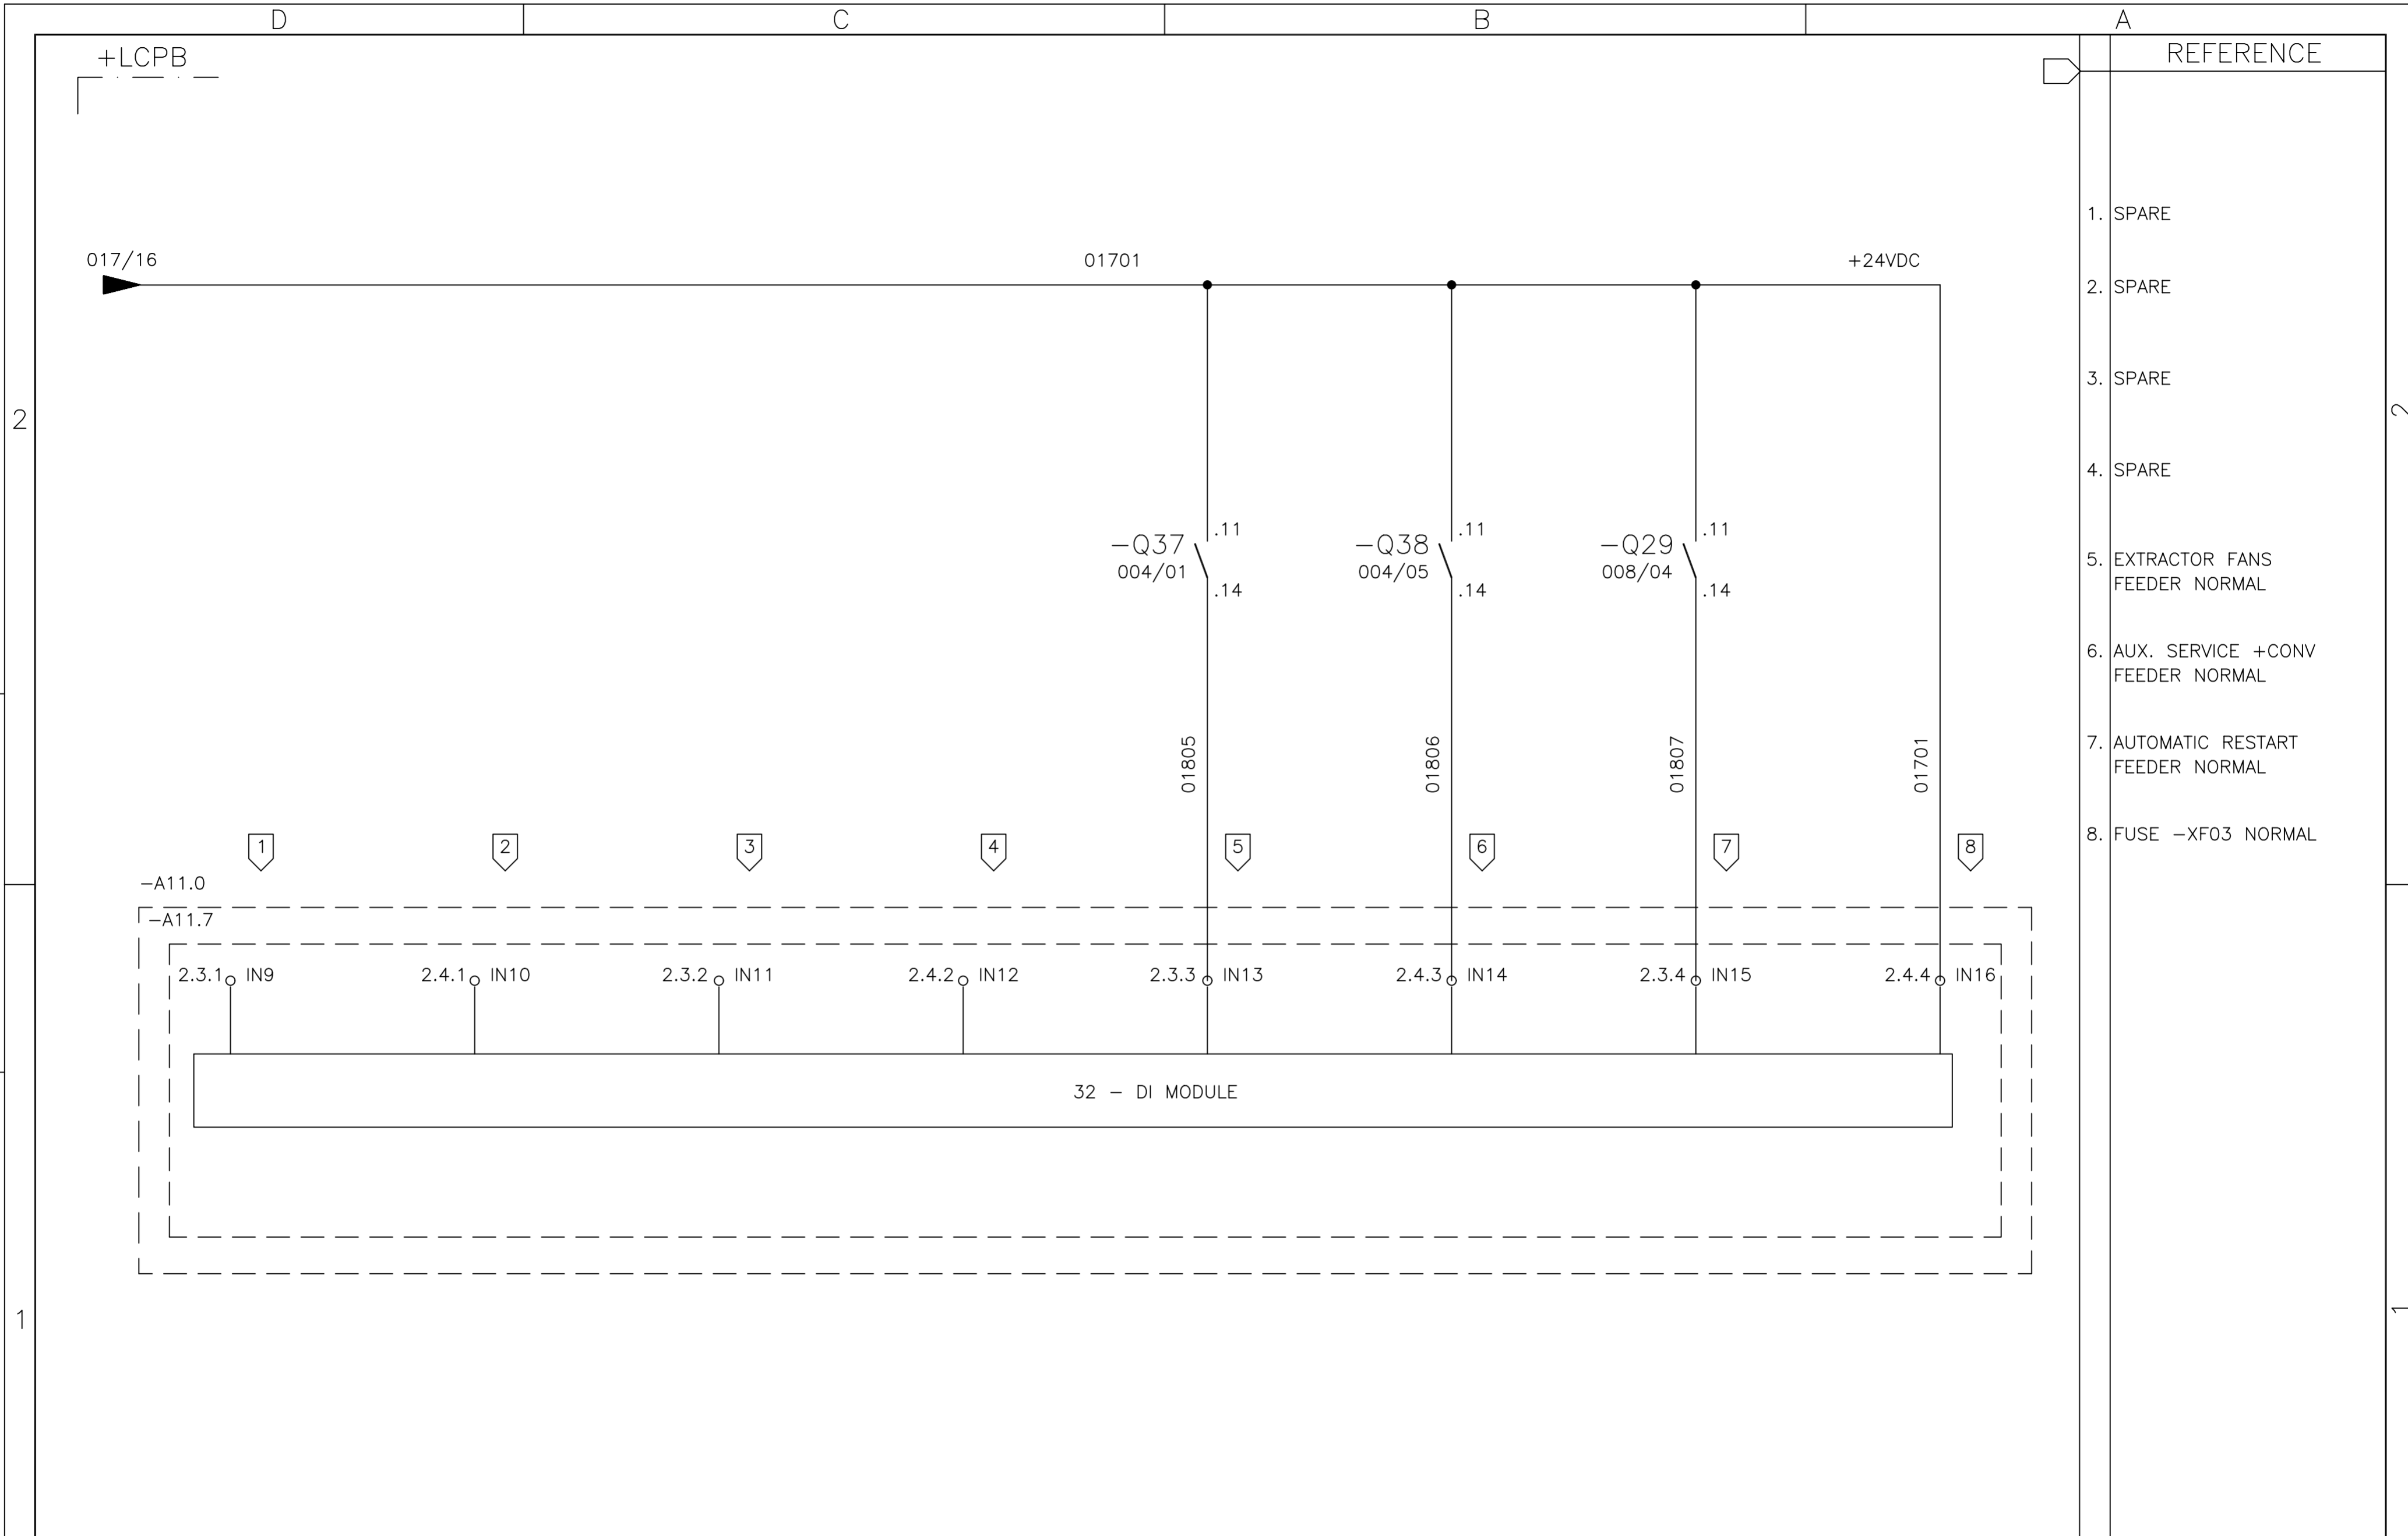 D
C
B
A
+LCPB
REFERENCE
1. SPARE
017/16
01701
+24VDC
2. SPARE
3. SPARE
2
2
4. SPARE
.11
.11
.11
-Q37
-Q38
-Q29
004/01
004/05
008/04
.14
.14
.14
5. EXTRACTOR FANS
FEEDER NORMAL
6. AUX. SERVICE +CONV
FEEDER NORMAL
01805
01806
01807
01701
7. AUTOMATIC RESTART
FEEDER NORMAL
8. FUSE -XF03 NORMAL
1
2
3
4
5
6
7
8
-A11.0
-A11.7
2.3.1 IN9
2.4.1 IN10
2.3.2 IN11
2.4.2 IN12
2.3.3 IN13
2.4.3 IN14
2.3.4 IN15
2.4.4 IN16
32 - DI MODULE
1
1